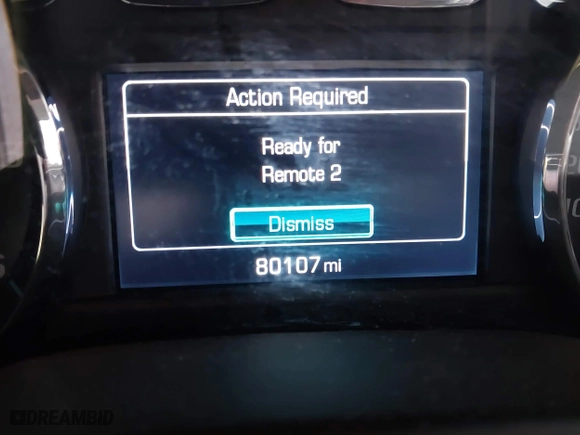 Action Required
Ready for
Remote 2
Dismiss
80107 mi
DREAMBID